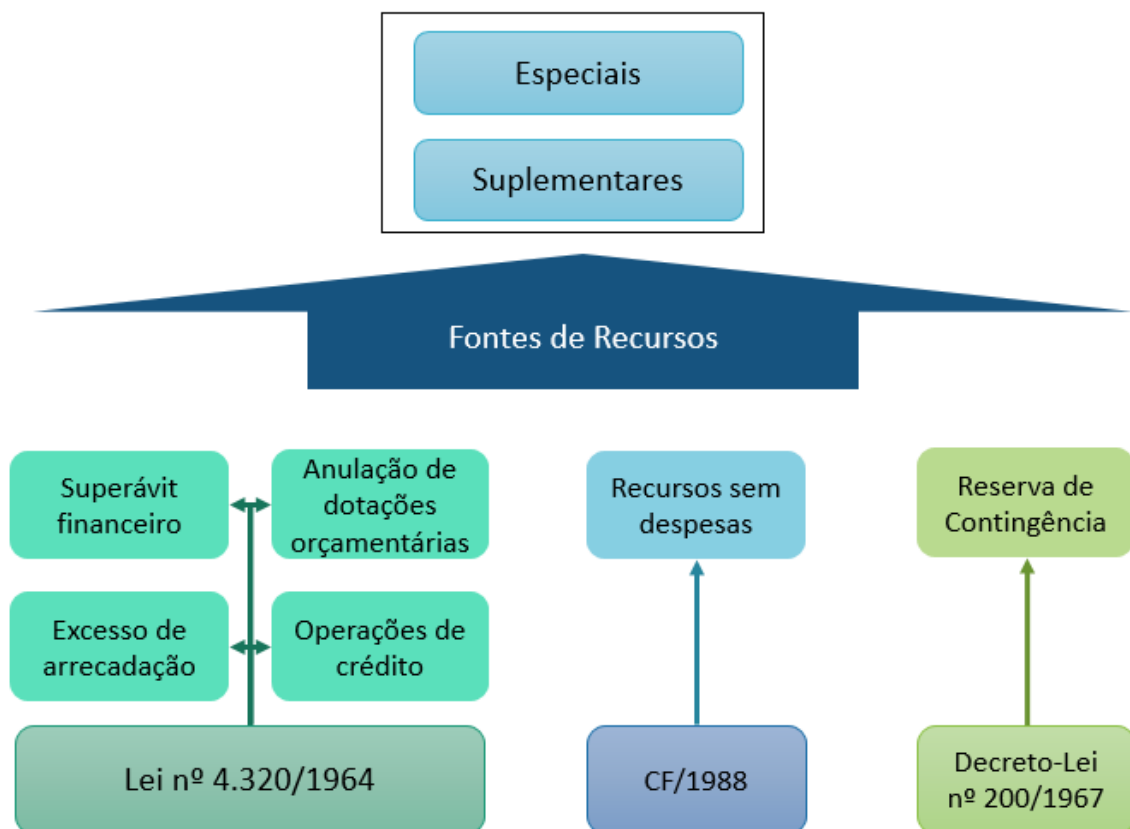 Especiais
Suplementares
Fontes de Recursos
Superávit
financeiro
Anulação de
dotações
orçamentárias
Recursos sem
despesas
Reserva de
Contingência
Excesso de
arrecadação
Operações de
crédito
Lei nº 4.320/1964
CF/1988
Decreto-Lei
nº 200/1967